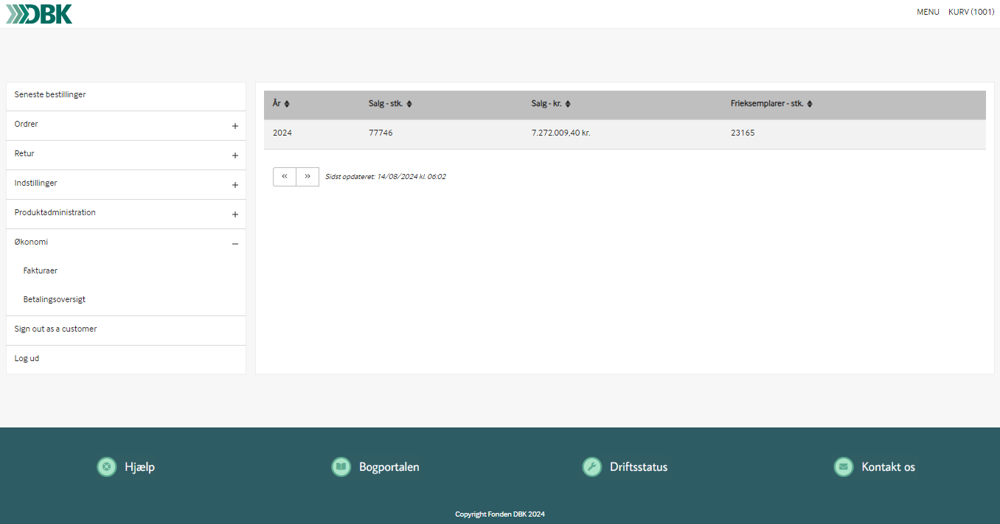 DBK
MENU KURV (1001)
Seneste bestillinger
Ordrer
Retur
Indstillinger
Produktadministration
Økonomi
Fakturaer
Betalingsoversigt
Sign out as a customer
Log ud
År Salg - stk. Salg - kr. Frieksemplarer - stk.
2024 77746 7.272.009,40 kr. 23165
« » Sidst opdateret: 14/08/2024 kl. 06:02
Hjælp Bogportalen Driftsstatus Kontakt os
Copyright Fonden DBK 2024